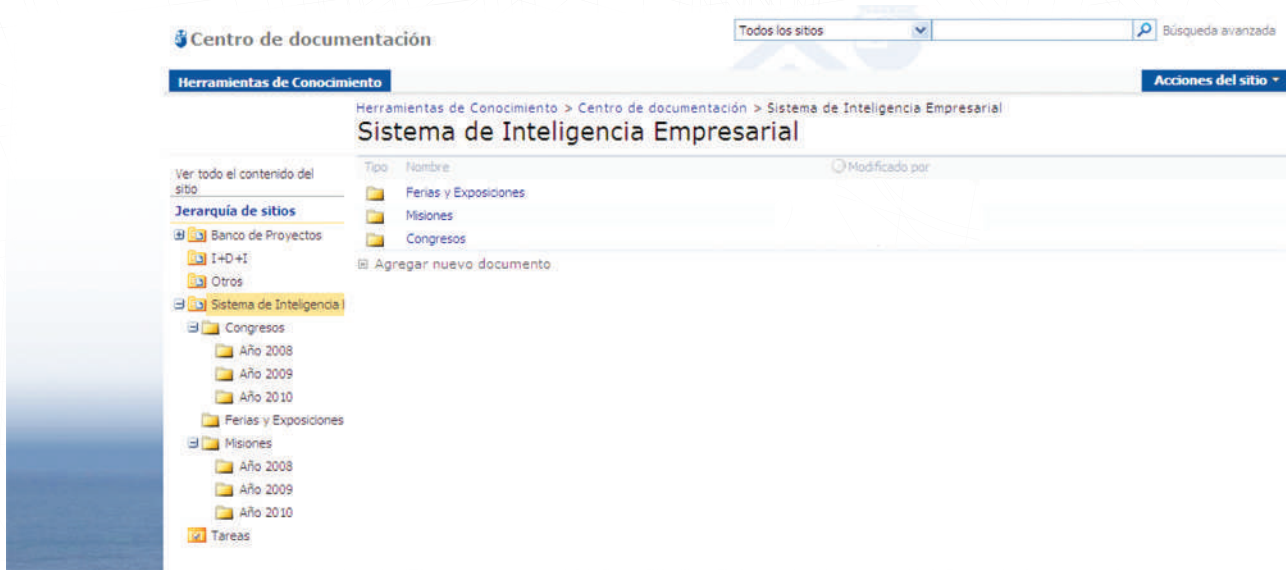 Centro de documentación
Todos los sitios
Búsqueda avanzada
Herramientas de Conocimiento
Acciones del sitio
Herramientas de Conocimiento > Centro de documentación > Sistema de Inteligencia Empresarial
Sistema de Inteligencia Empresarial
Ver todo el contenido del
sitio
Jerarquía de sitios
Banco de Proyectos
I+D+I
Otros
Sistema de Inteligencia
Congresos
Año 2008
Año 2009
Año 2010
Ferias y Exposiciones
Misiones
Año 2008
Año 2009
Año 2010
Tareas
Tipo Nombre Modificado por
Ferias y Exposiciones
Misiones
Congresos
Agregar nuevo documento